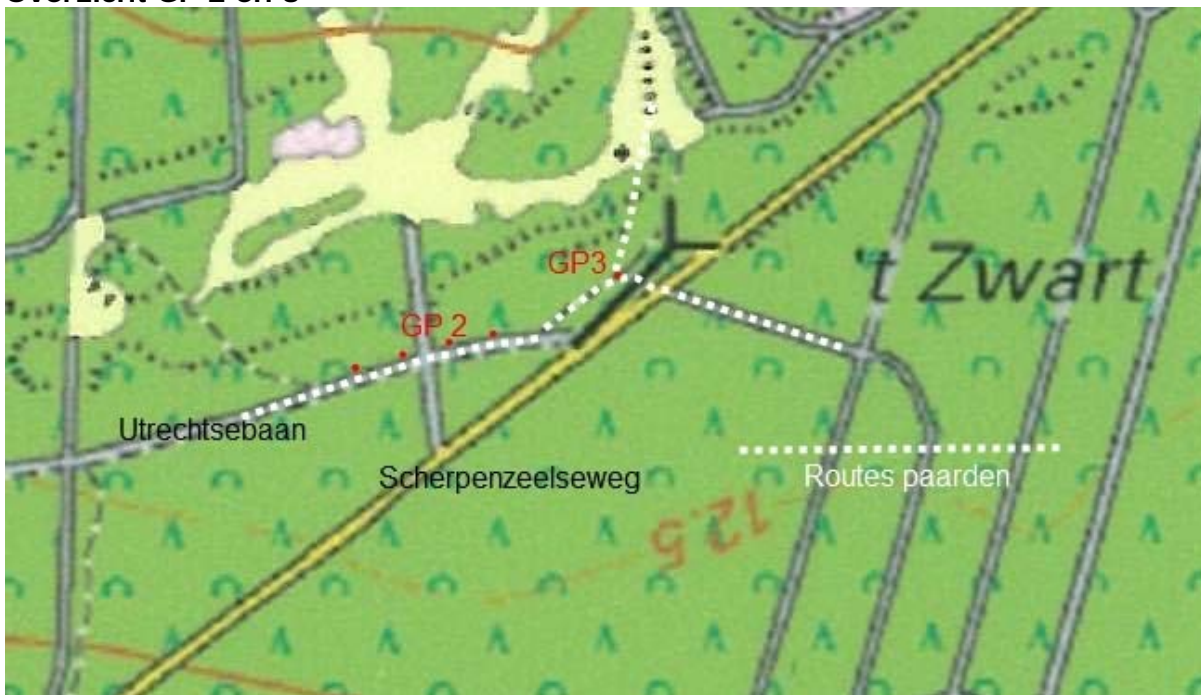 Overzicht GP 2 en 3
GP3
't Zwart
GP 2
Utrechtsebaan
Scherpenzeelseweg
Routes paarden
12.5